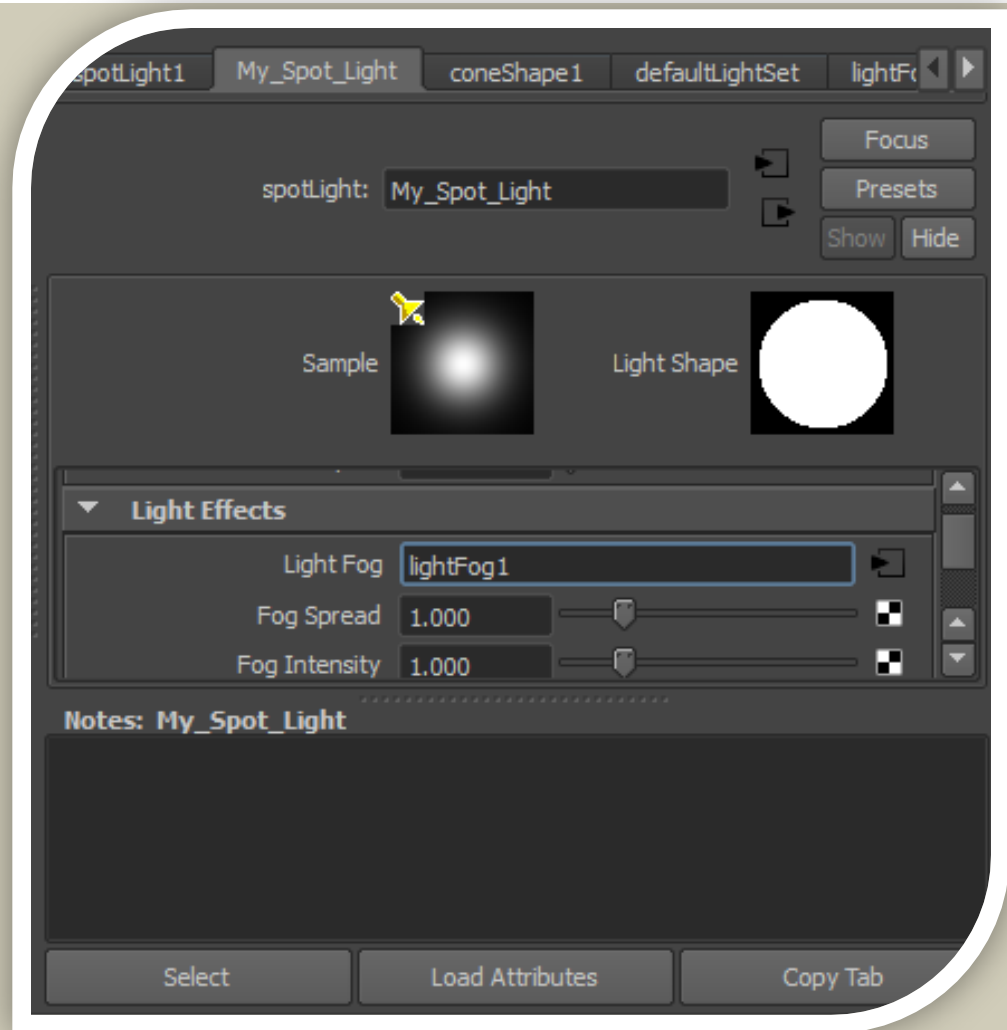 spotLight1 My_Spot_Light coneShape1 defaultLightSet lightFo
Focus
spotLight: My_Spot_Light
Presets
Show Hide
Sample
Light Shape
Light Effects
Light Fog lightFog1
Fog Spread 1.000
Fog Intensity 1.000
Notes: My_Spot_Light
Select Load Attributes Copy Tab